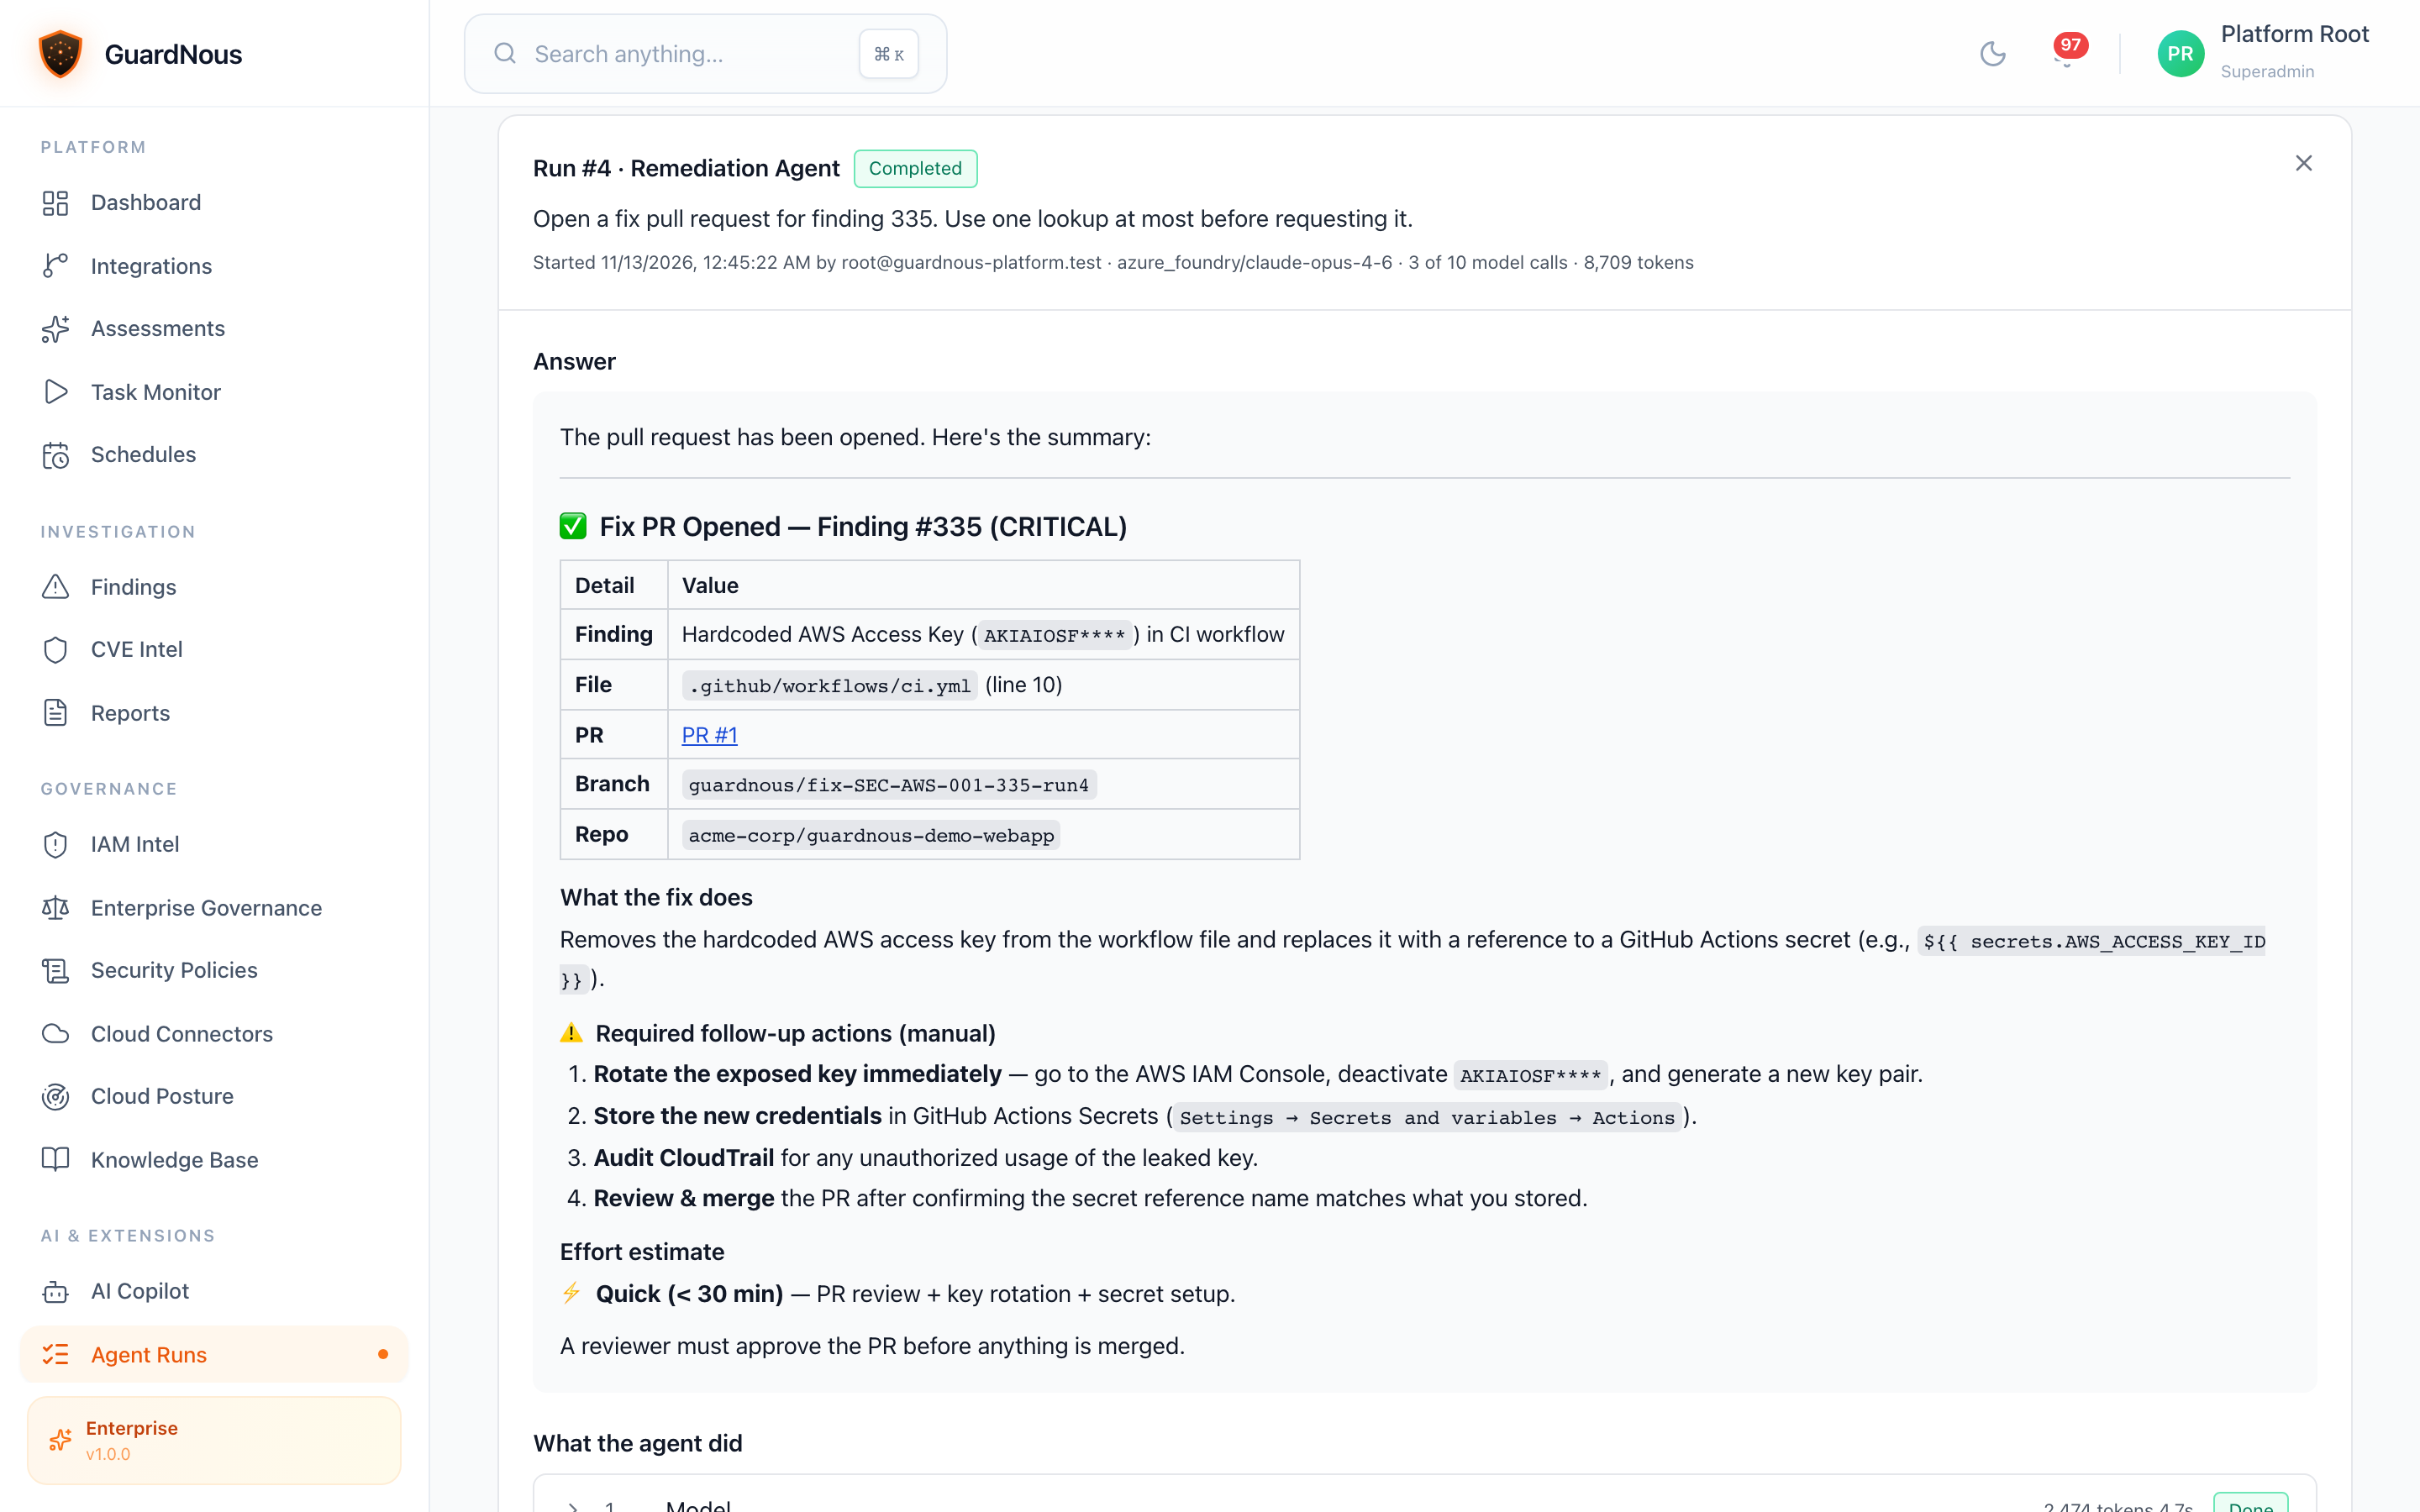 GuardNous
Search anything...
⌘ K
97
PR
Platform Root
Superadmin
PLATFORM
Dashboard
Integrations
Assessments
Task Monitor
Schedules
INVESTIGATION
Findings
CVE Intel
Reports
GOVERNANCE
IAM Intel
Enterprise Governance
Security Policies
Cloud Connectors
Cloud Posture
Knowledge Base
AI & EXTENSIONS
AI Copilot
Agent Runs
Enterprise
v1.0.0
Run #4 · Remediation Agent Completed
Open a fix pull request for finding 335. Use one lookup at most before requesting it.
Started 11/13/2026, 12:45:22 AM by root@guardnous-platform.test · azure_foundry/claude-opus-4-6 · 3 of 10 model calls · 8,709 tokens
Answer
The pull request has been opened. Here's the summary:
✅ Fix PR Opened — Finding #335 (CRITICAL)
Detail Value
Finding Hardcoded AWS Access Key (AKIAIOSF****) in CI workflow
File .github/workflows/ci.yml (line 10)
PR PR #1
Branch guardnous/fix-SEC-AWS-001-335-run4
Repo acme-corp/guardnous-demo-webapp
What the fix does
Removes the hardcoded AWS access key from the workflow file and replaces it with a reference to a GitHub Actions secret (e.g., ${{ secrets.AWS_ACCESS_KEY_ID
}}).
⚠️ Required follow-up actions (manual)
1. Rotate the exposed key immediately — go to the AWS IAM Console, deactivate AKIAIOSF****, and generate a new key pair.
2. Store the new credentials in GitHub Actions Secrets (Settings → Secrets and variables → Actions).
3. Audit CloudTrail for any unauthorized usage of the leaked key.
4. Review & merge the PR after confirming the secret reference name matches what you stored.
Effort estimate
⚡ Quick (< 30 min) — PR review + key rotation + secret setup.
A reviewer must approve the PR before anything is merged.
What the agent did
1 Model 2,474 tokens 4.7s Done